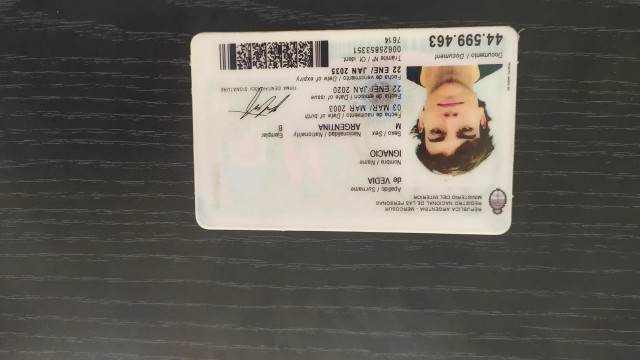 REPUBLICA ARGENTINA - MERCOSUR
REGISTRO NACIONAL DE LAS PERSONAS
MINISTERIO DEL INTERIOR
Apellido / Surname
de VEDIA
Nombre / Name
IGNACIO
Sexo / Sex
Nacionalidad / Nationality
Ejemplar
M
ARGENTINA
B
Fecha de nacimiento / Date of birth
03 MAR/ MAR 2003
Fecha de emisión / Date of issue
22 ENE/ JAN 2020
FIRMA IDENTIFICADO / SIGNATURE
Fecha de vencimiento / Date of expiry
22 ENE/ JAN 2035
Trámite Nº / Of. ident.
00625853351
7614
Documento / Document
44.599.463